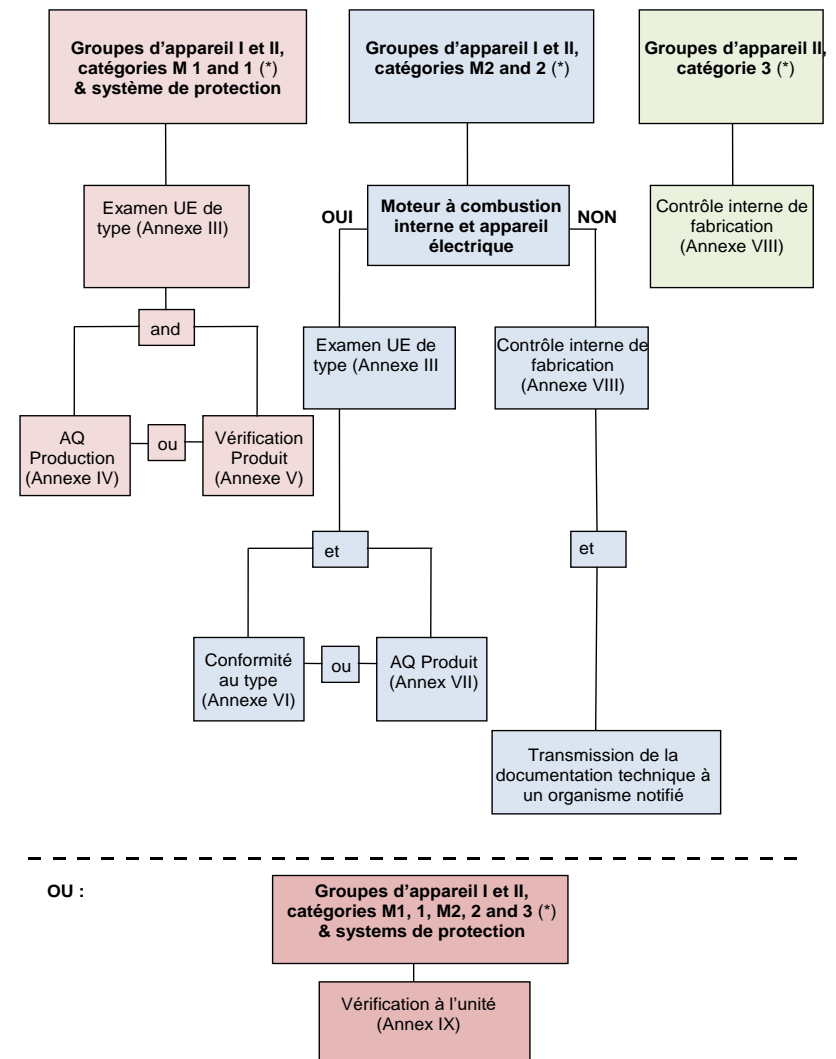 Groupes d’appareil I et II,
catégories M 1 and 1 (*)
& système de protection
Groupes d’appareil I et II,
catégories M2 and 2 (*)
Groupes d’appareil II,
catégorie 3 (*)
Examen UE de
type (Annexe III)
OUI
Moteur à combustion
interne et appareil
électrique
NON
Contrôle interne de
fabrication
(Annexe VIII)
and
Examen UE de
type (Annexe III
Contrôle interne de
fabrication
(Annexe VIII)
AQ
Production
(Annexe IV)
ou
Vérification
Produit
(Annexe V)
et
et
Conformité
au type
(Annexe VI)
ou
AQ Produit
(Annex VII)
Transmission de la
documentation technique à
un organisme notifié
OU :
Groupes d’appareil I et II,
catégories M1, 1, M2, 2 and 3 (*)
& systems de protection
Vérification à l’unité
(Annex IX)